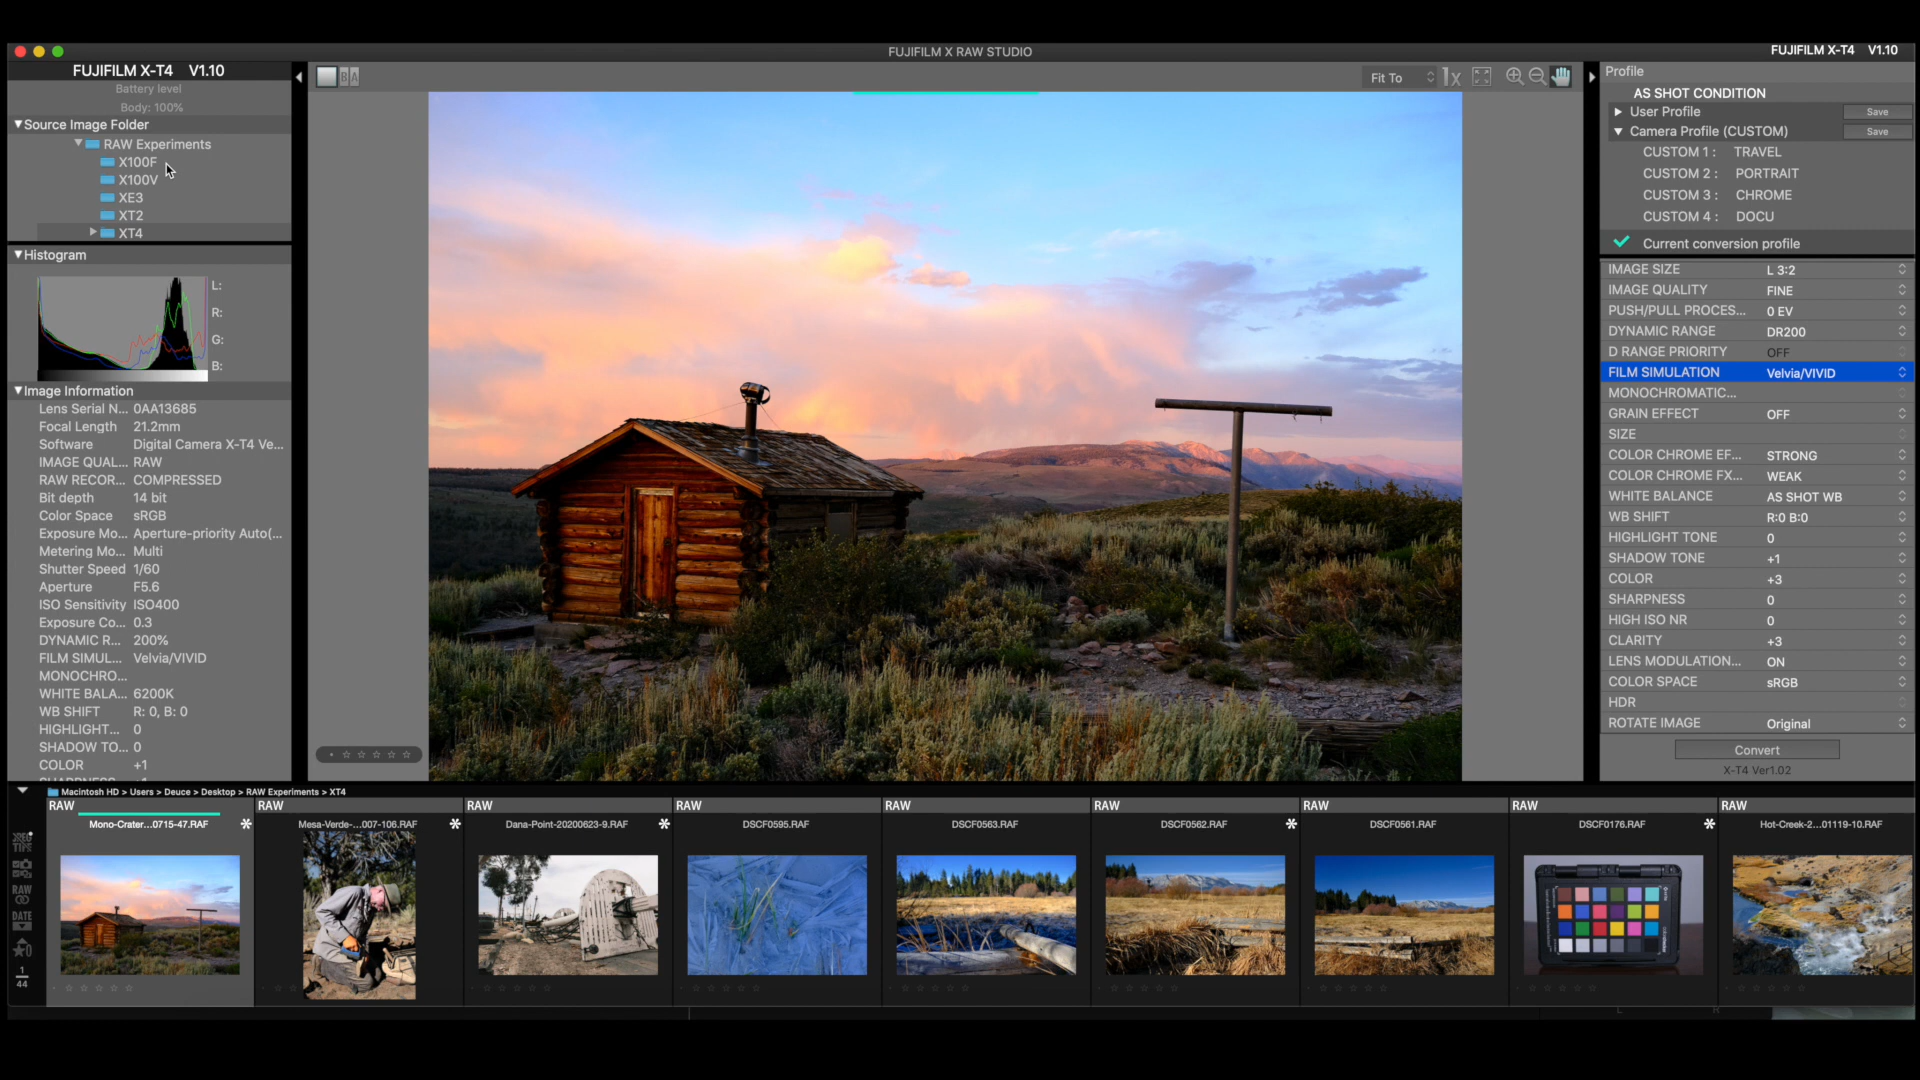 FUJIFILM X RAW STUDIO
FUJIFILM X-T4 V1.10
FUJIFILM X-T4 V1.10
Battery level
Body: 100%
Source Image Folder
RAW Experiments
X100F
X100V
XE3
XT2
XT4
Histogram
L:
R:
G:
B:
Image Information
Lens Serial N... 0AA13685
Focal Length 21.2mm
Software Digital Camera X-T4 Ve...
IMAGE QUAL... RAW
RAW RECOR... COMPRESSED
Bit depth 14 bit
Color Space sRGB
Exposure Mo... Aperture-priority Auto(...
Metering Mo... Multi
Shutter Speed 1/60
Aperture F5.6
ISO Sensitivity ISO400
Exposure Co... 0.3
DYNAMIC R... 200%
FILM SIMUL... Velvia/VIVID
MONOCHRO...
WHITE BALA... 6200K
WB SHIFT R: 0, B: 0
HIGHLIGHT... 0
SHADOW TO... 0
COLOR +1
B A
Fit To
1x
Profile
AS SHOT CONDITION
User Profile Save
Camera Profile (CUSTOM) Save
CUSTOM 1 : TRAVEL
CUSTOM 2 : PORTRAIT
CUSTOM 3 : CHROME
CUSTOM 4 : DOCU
Current conversion profile
IMAGE SIZE L 3:2
IMAGE QUALITY FINE
PUSH/PULL PROCES... 0 EV
DYNAMIC RANGE DR200
D RANGE PRIORITY OFF
FILM SIMULATION Velvia/VIVID
MONOCHROMATIC...
GRAIN EFFECT OFF
SIZE
COLOR CHROME EF... STRONG
COLOR CHROME FX... WEAK
WHITE BALANCE AS SHOT WB
WB SHIFT R:0 B:0
HIGHLIGHT TONE 0
SHADOW TONE +1
COLOR +3
SHARPNESS 0
HIGH ISO NR 0
CLARITY +3
LENS MODULATION... ON
COLOR SPACE sRGB
HDR
ROTATE IMAGE Original
Convert
X-T4 Ver1.02
Macintosh HD > Users > Deuce > Desktop > RAW Experiments > XT4
RAW RAW RAW RAW RAW RAW RAW RAW RAW
Mono-Crater...0715-47.RAF Mesa-Verde-...007-106.RAF Dana-Point-20200623-9.RAF DSCF0595.RAF DSCF0563.RAF DSCF0562.RAF DSCF0561.RAF DSCF0176.RAF Hot-Creek-2...01119-10.RAF
RAW
DATE
1
44
L R